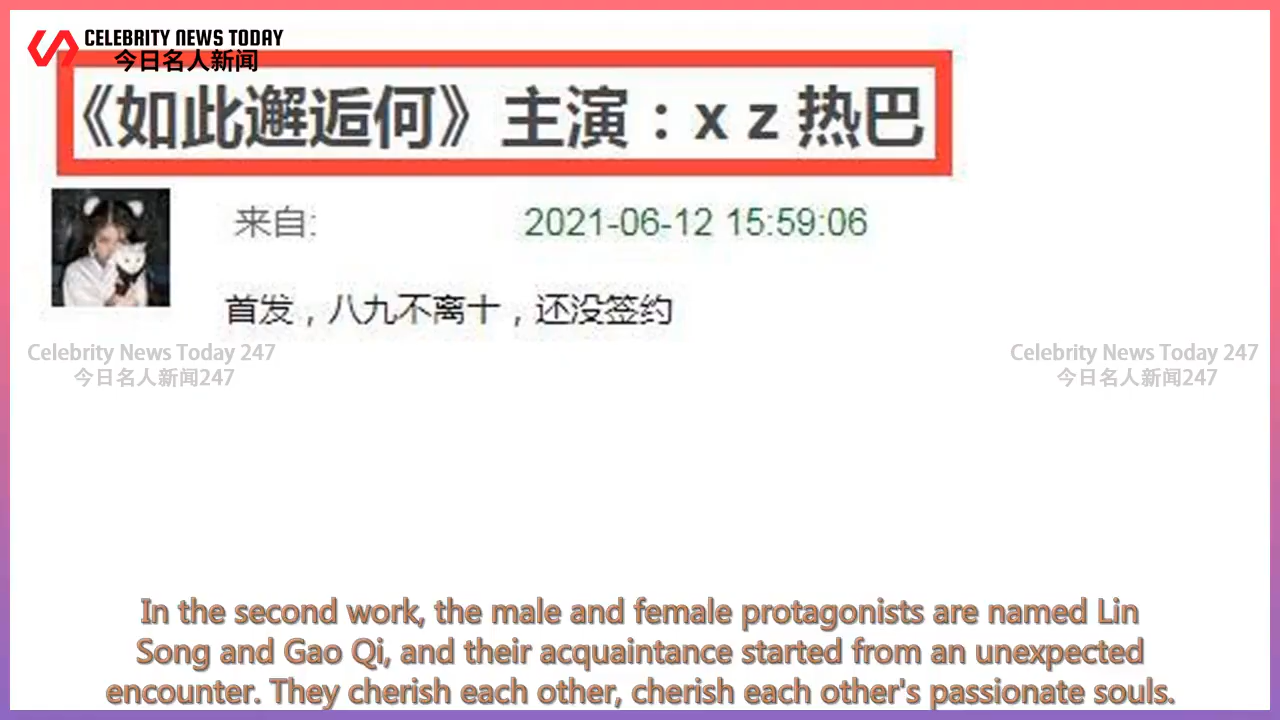 CELEBRITY NEWS TODAY
今日名人新闻
《如此邂逅何》主演：x z 热巴
来自:
2021-06-12 15:59:06
首发，八九不离十，还没签约
Celebrity News Today 247
今日名人新闻247
Celebrity News Today 247
今日名人新闻247
In the second work, the male and female protagonists are named Lin
Song and Gao Qi, and their acquaintance started from an unexpected
encounter. They cherish each other, cherish each other's passionate souls.